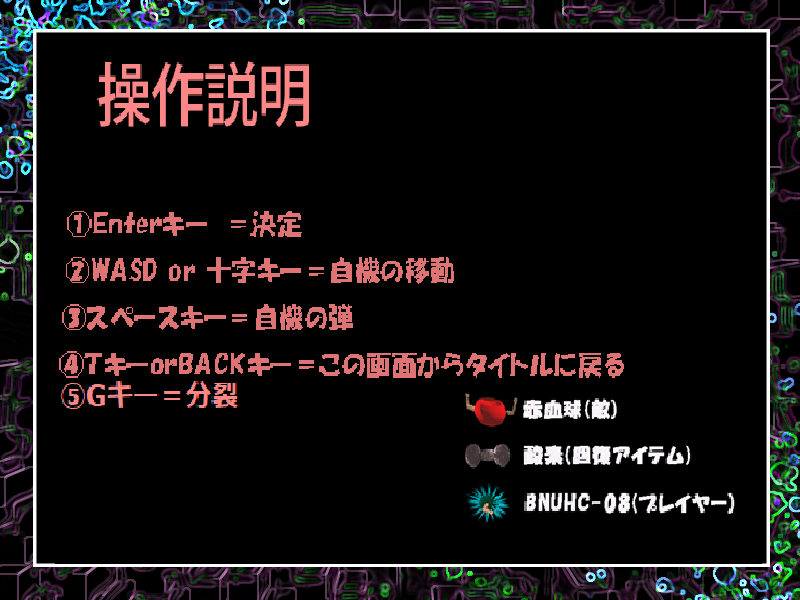 操作説明
①Enterキー ＝決定
②WASD or 十字キー＝自機の移動
③スペースキー＝自機の弾
④TキーorBACKキー＝この画面からタイトルに戻る
⑤Gキー＝分裂
赤血球(敵)
酸素(回復アイテム)
BNUHC-08(プレイヤー)